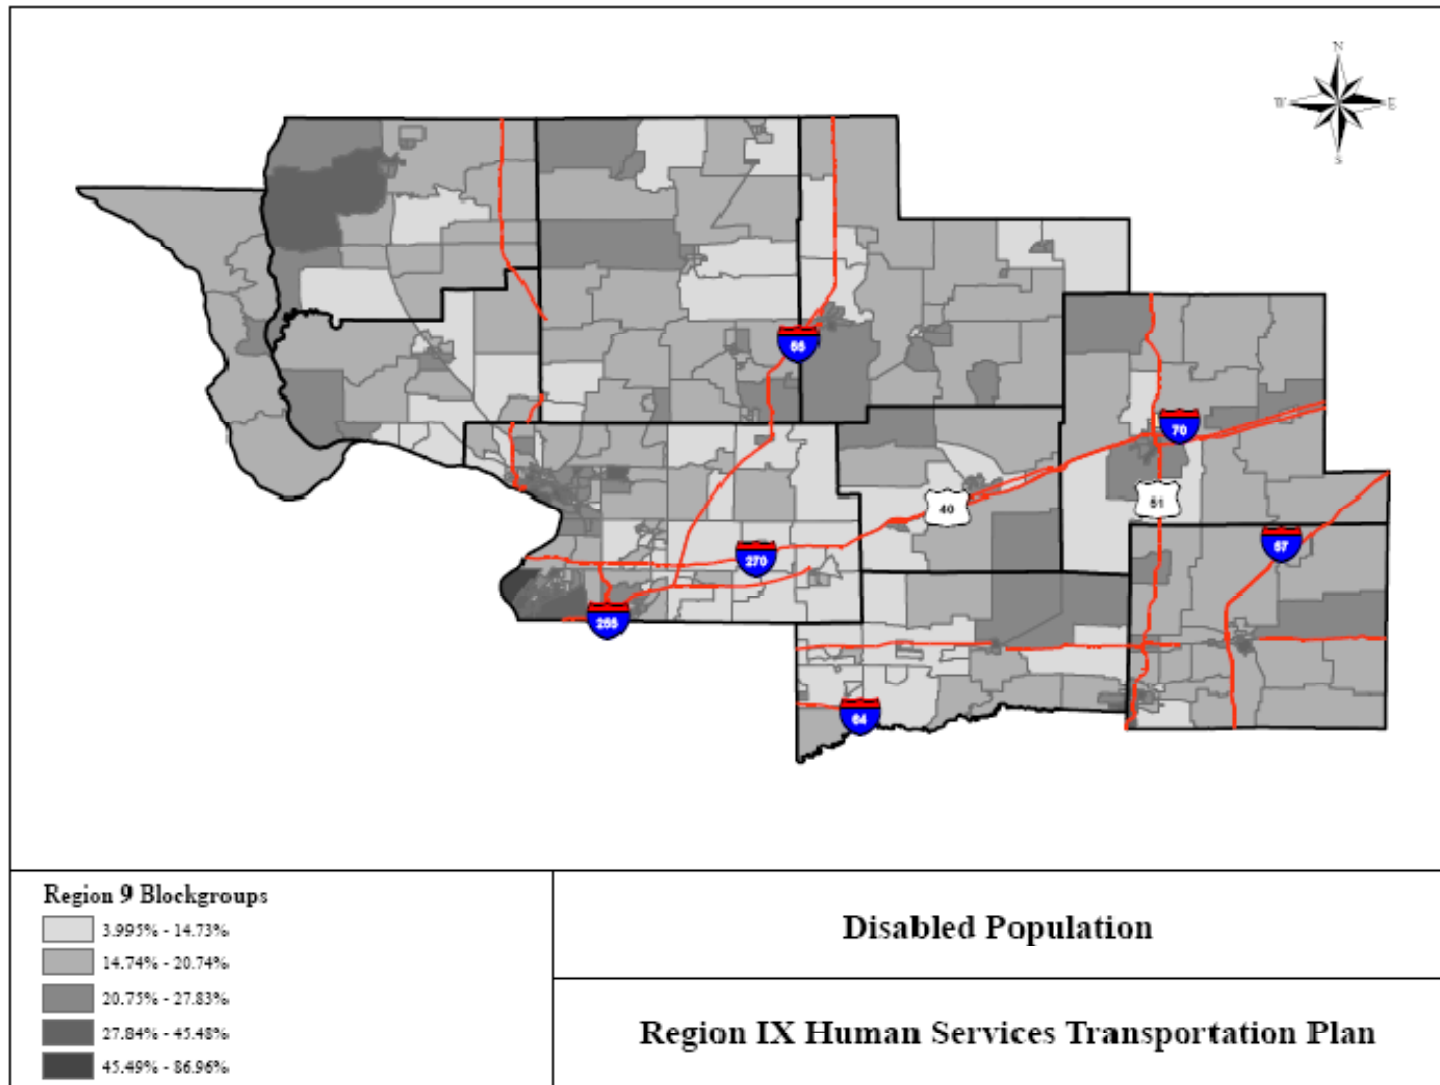 N
W E
S
55
70
40
51
270
57
255
64
Region 9 Blockgroups
3.995% - 14.73%
14.74% - 20.74%
20.75% - 27.83%
27.84% - 45.48%
45.49% - 86.96%
Disabled Population
Region IX Human Services Transportation Plan